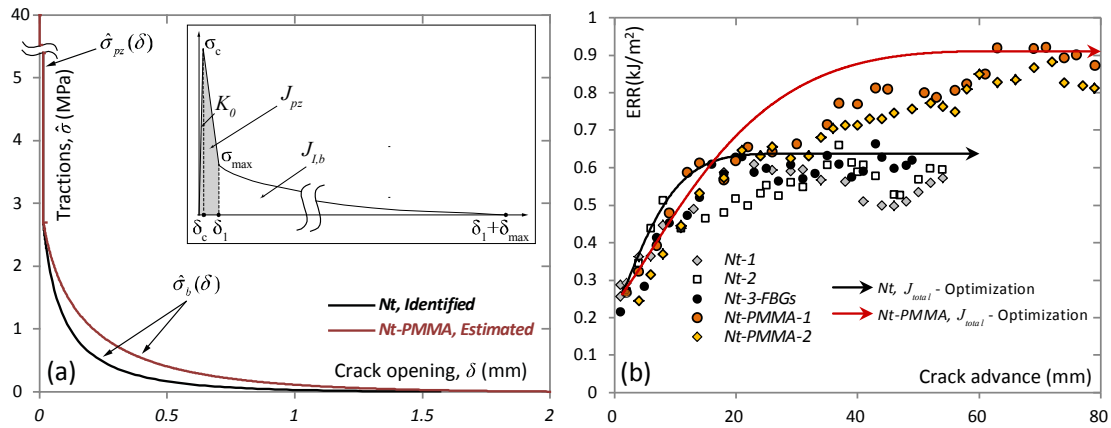 Tractions, σ̂ (MPa)
5
40
4
3
2
1
0
0
0.5
1
1.5
2
Crack opening, δ (mm)
(a)
σ̂pz(δ)
σ̂b(δ)
Nt, Identified
Nt-PMMA, Estimated
σc
K0
Jpz
σmax
JI,b
δc
δ1
δ1+δmax
ERR(kJ/m²)
1
0.9
0.8
0.7
0.6
0.5
0.4
0.3
0.2
0.1
0
0
20
40
60
80
Crack advance (mm)
(b)
Nt-1
Nt-2
Nt-3-FBGs
Nt-PMMA-1
Nt-PMMA-2
Nt, Jtotal - Optimization
Nt-PMMA, Jtotal - Optimization